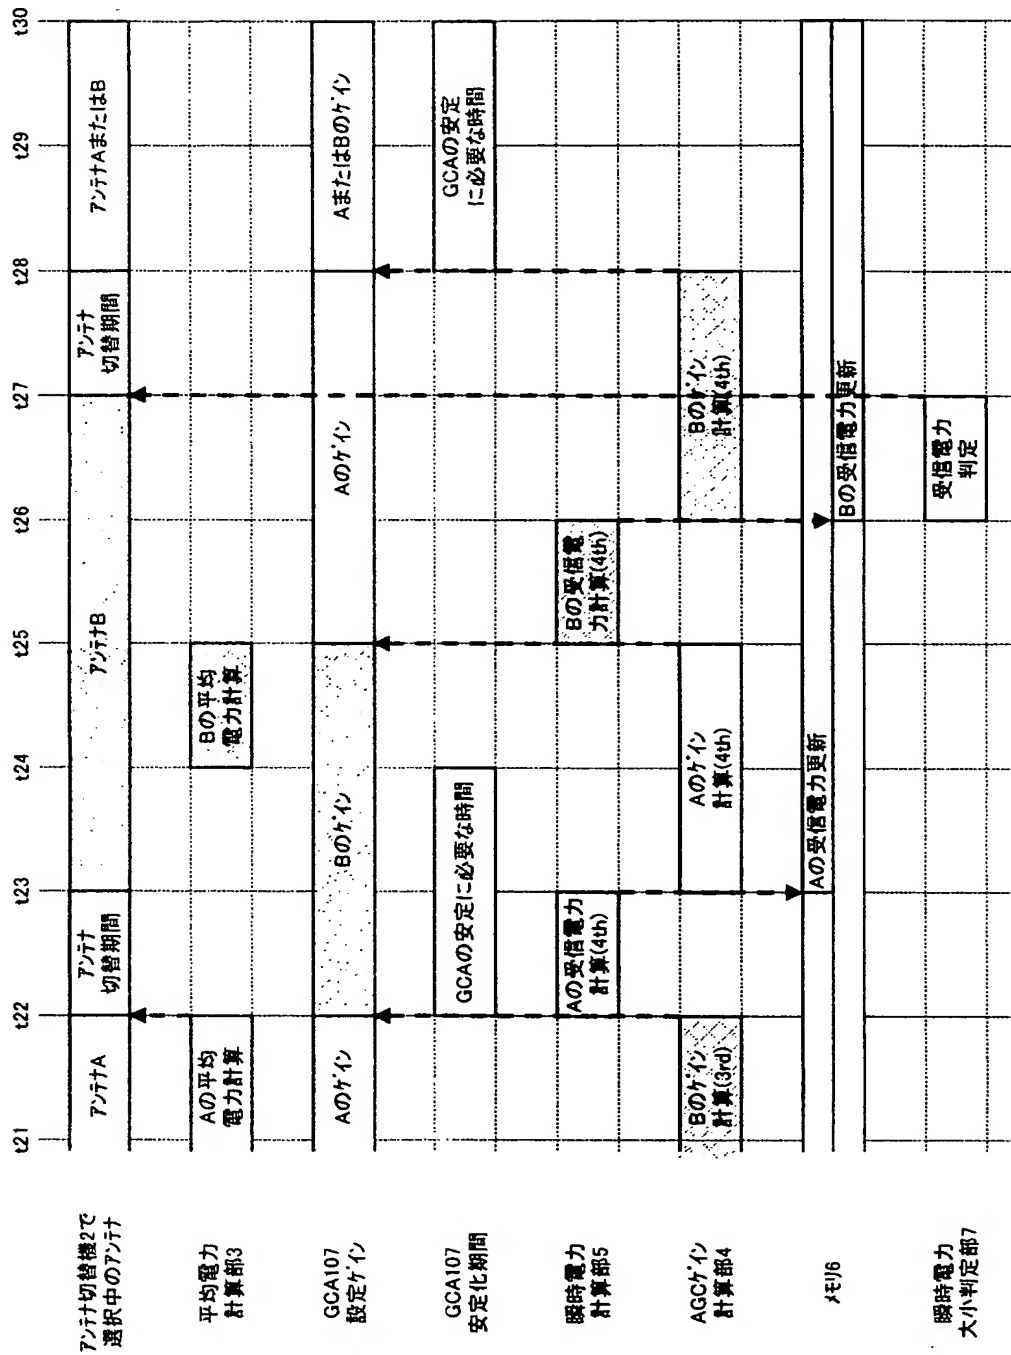 t21
t22
t23
t24
t25
t26
t27
t28
t29
t30
アンテナ切替機2で
選択中のアンテナ
アンテナA
アンテナ
切替期間
アンテナB
アンテナ
切替期間
アンテナAまたはB
平均電力
計算部3
Aの平均
電力計算
Bの平均
電力計算
GCA107
設定ゲイン
Aのゲイン
Bのゲイン
Aのゲイン
AまたはBのゲイン
GCA107
安定化期間
GCAの安定に必要な時間
GCAの安定
に必要な時間
瞬時電力
計算部5
Aの受信電力
計算(4th)
Bの受信電
力計算(4th)
AGCゲイン
計算部4
Bのゲイン
計算(3rd)
Aのゲイン
計算(4th)
Bのゲイン
計算(4th)
メモリ6
Aの受信電力更新
Bの受信電力更新
瞬時電力
大小判定部7
受信電力
判定